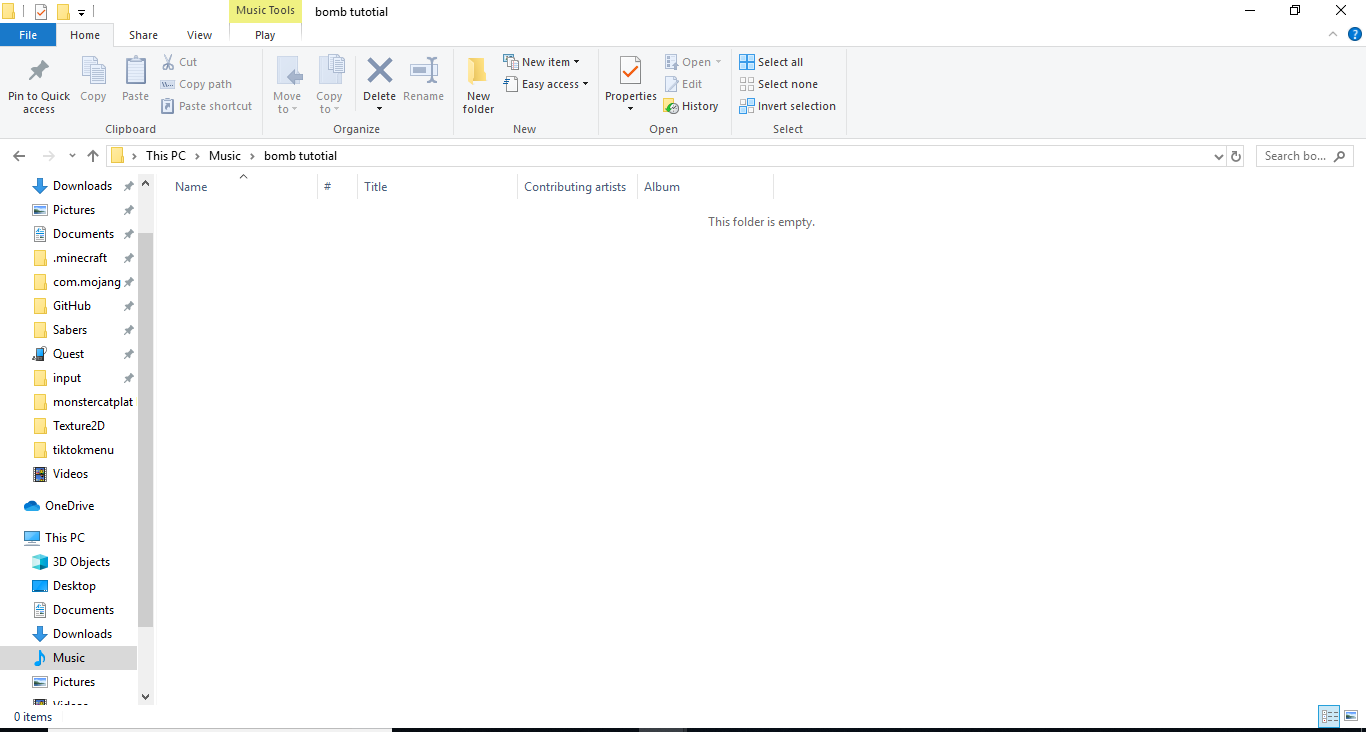 Music Tools bomb tutotial
File Home Share View Play
Pin to Quick access
Copy
Paste
Cut
Copy path
Paste shortcut
Clipboard
Move to
Copy to
Delete
Rename
Organize
New folder
New item
Easy access
New
Properties
Open
Edit
History
Open
Select all
Select none
Invert selection
Select
This PC Music bomb tutotial
Search bo...
Name # Title Contributing artists Album
This folder is empty.
Downloads
Pictures
Documents
.minecraft
com.mojang
GitHub
Sabers
Quest
input
monstercatplat
Texture2D
tiktokmenu
Videos
OneDrive
This PC
3D Objects
Desktop
Documents
Downloads
Music
Pictures
Videos
0 items